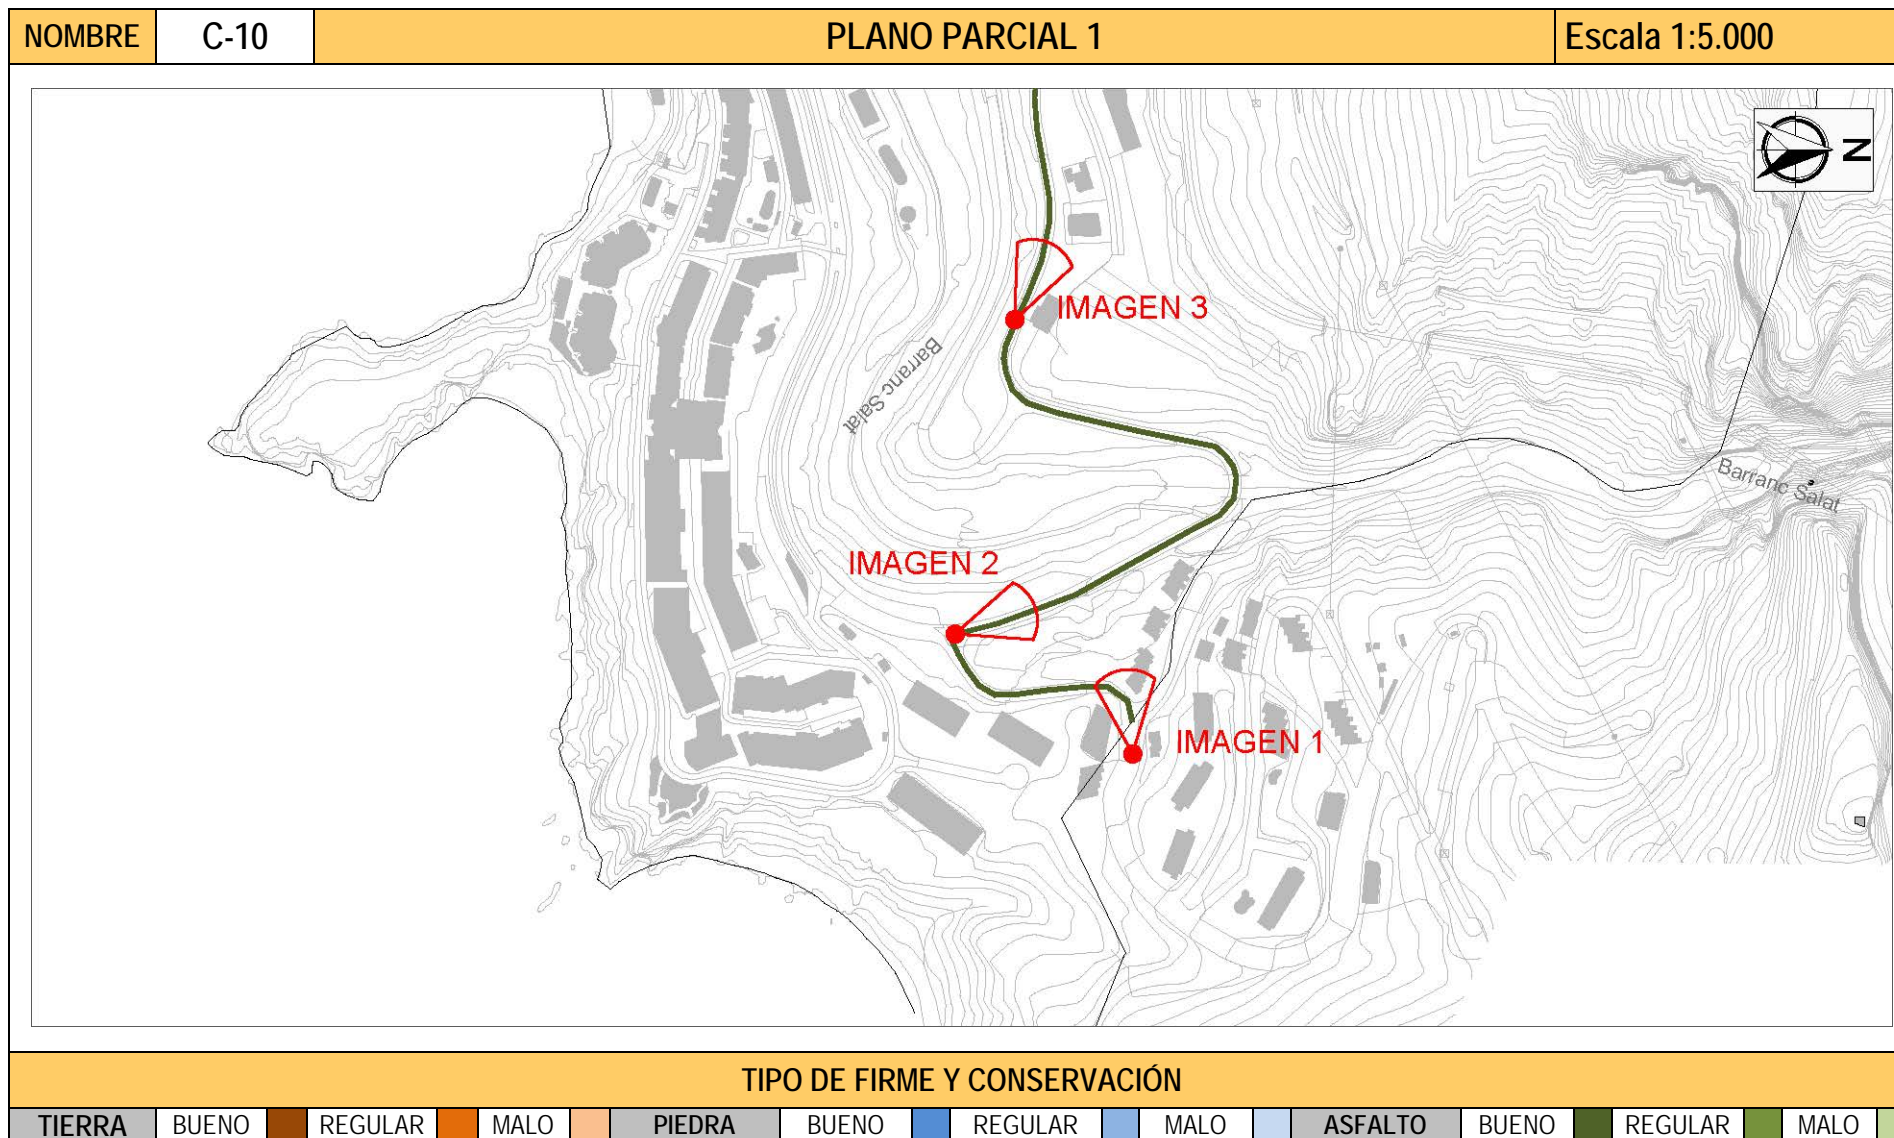 NOMBRE C-10 PLANO PARCIAL 1 Escala 1:5.000
N
IMAGEN 3
Barranc Salat
Barranc Salat
IMAGEN 2
IMAGEN 1
TIPO DE FIRME Y CONSERVACIÓN
TIERRA BUENO REGULAR MALO PIEDRA BUENO REGULAR MALO ASFALTO BUENO REGULAR MALO